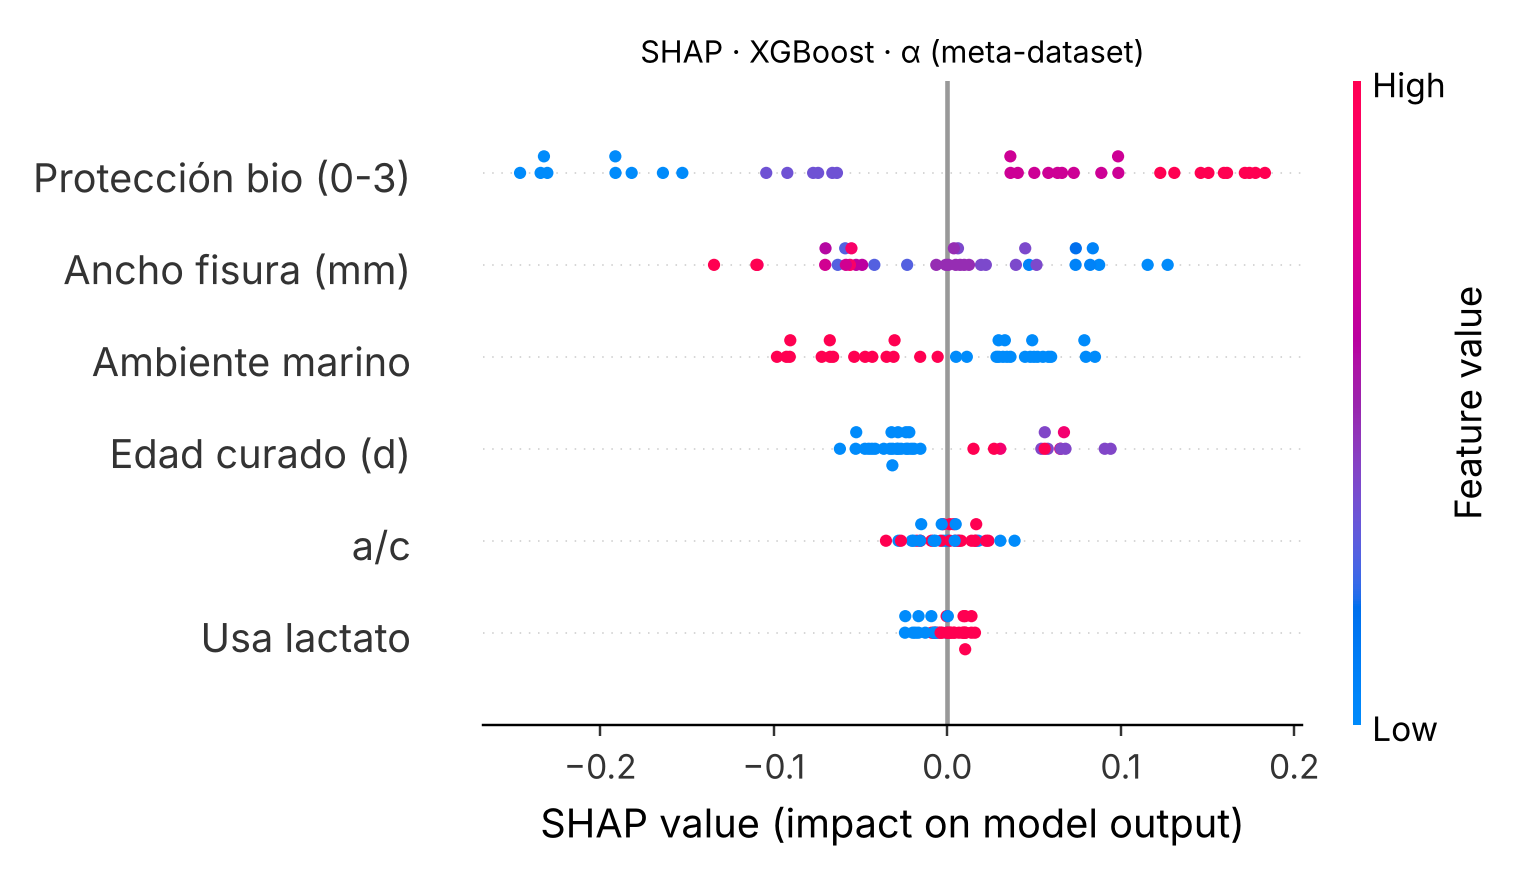 SHAP · XGBoost · α (meta-dataset)
High
Protección bio (0-3)
Ancho fisura (mm)
Ambiente marino
Edad curado (d)
a/c
Usa lactato
Feature value
Low
−0.2 −0.1 0.0 0.1 0.2
SHAP value (impact on model output)